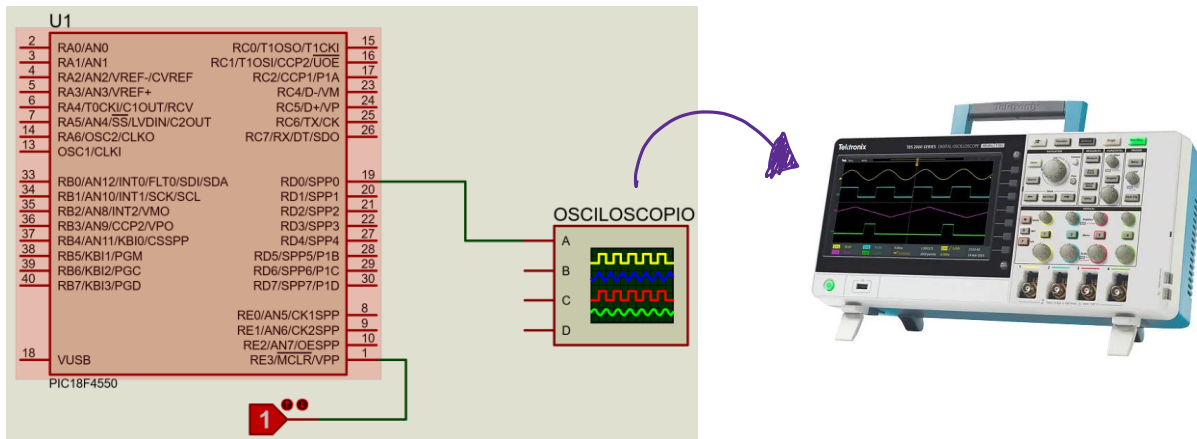 U1
2 RA0/AN0 RC0/T1OSO/T1CKI 15
3 RA1/AN1 RC1/T1OSI/CCP2/UOE 16
4 RA2/AN2/VREF-/CVREF RC2/CCP1/P1A 17
5 RA3/AN3/VREF+ RC4/D-/VM 23
6 RA4/T0CKI/C1OUT/RCV RC5/D+/VP 24
7 RA5/AN4/SS/LVDIN/C2OUT RC6/TX/CK 25
14 RA6/OSC2/CLKO RC7/RX/DT/SDO 26
13 OSC1/CLKI
33 RB0/AN12/INT0/FLT0/SDI/SDA RD0/SPP0 19
34 RB1/AN10/INT1/SCK/SCL RD1/SPP1 20
35 RB2/AN8/INT2/VMO RD2/SPP2 21
36 RB3/AN9/CCP2/VPO RD3/SPP3 22
37 RB4/AN11/KBI0/CSSPP RD4/SPP4 27
38 RB5/KBI1/PGM RD5/SPP5/P1B 28
39 RB6/KBI2/PGC RD6/SPP6/P1C 29
40 RB7/KBI3/PGD RD7/SPP7/P1D 30
RE0/AN5/CK1SPP 8
RE1/AN6/CK2SPP 9
RE2/AN7/OESPP 10
18 VUSB RE3/MCLR/VPP 1
PIC18F4550
1
OSCILOSCOPIO
A
B
C
D
Tektronix
Tektronix TBS 2000 SERIES DIGITAL OSCILLOSCOPE